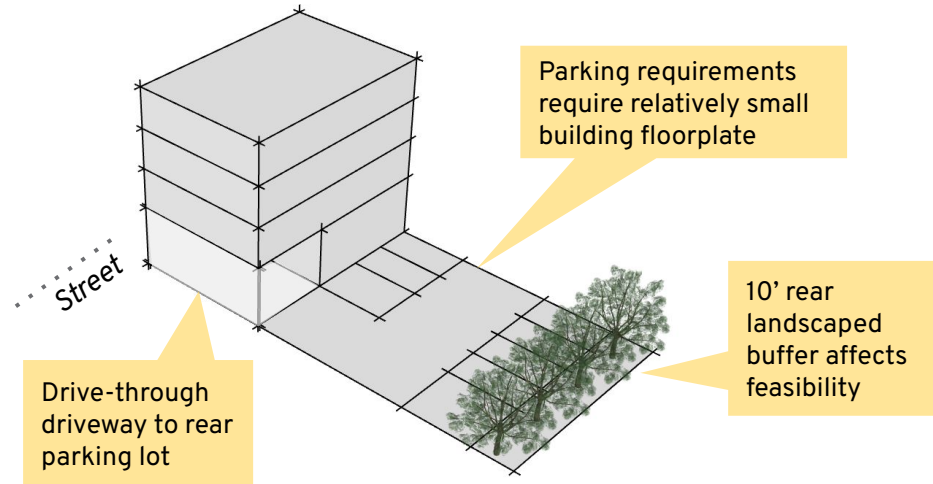 Parking requirements
require relatively small
building floorplate
Street
10’ rear
landscaped
buffer affects
feasibility
Drive-through
driveway to rear
parking lot